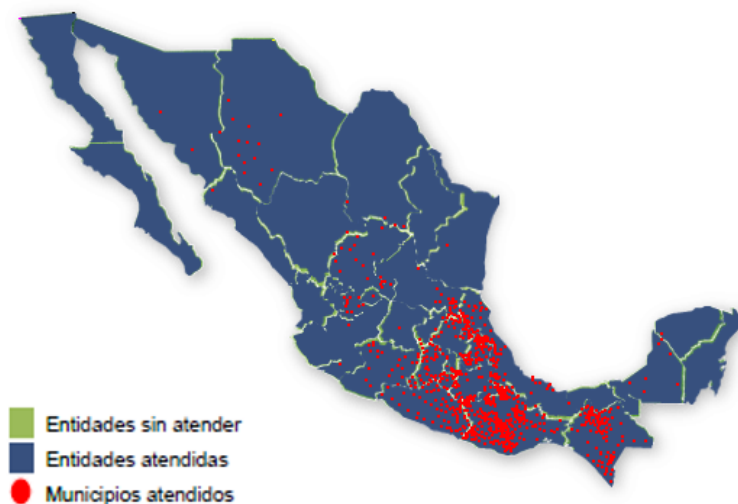 Entidades sin atender
Entidades atendidas
Municipios atendidos